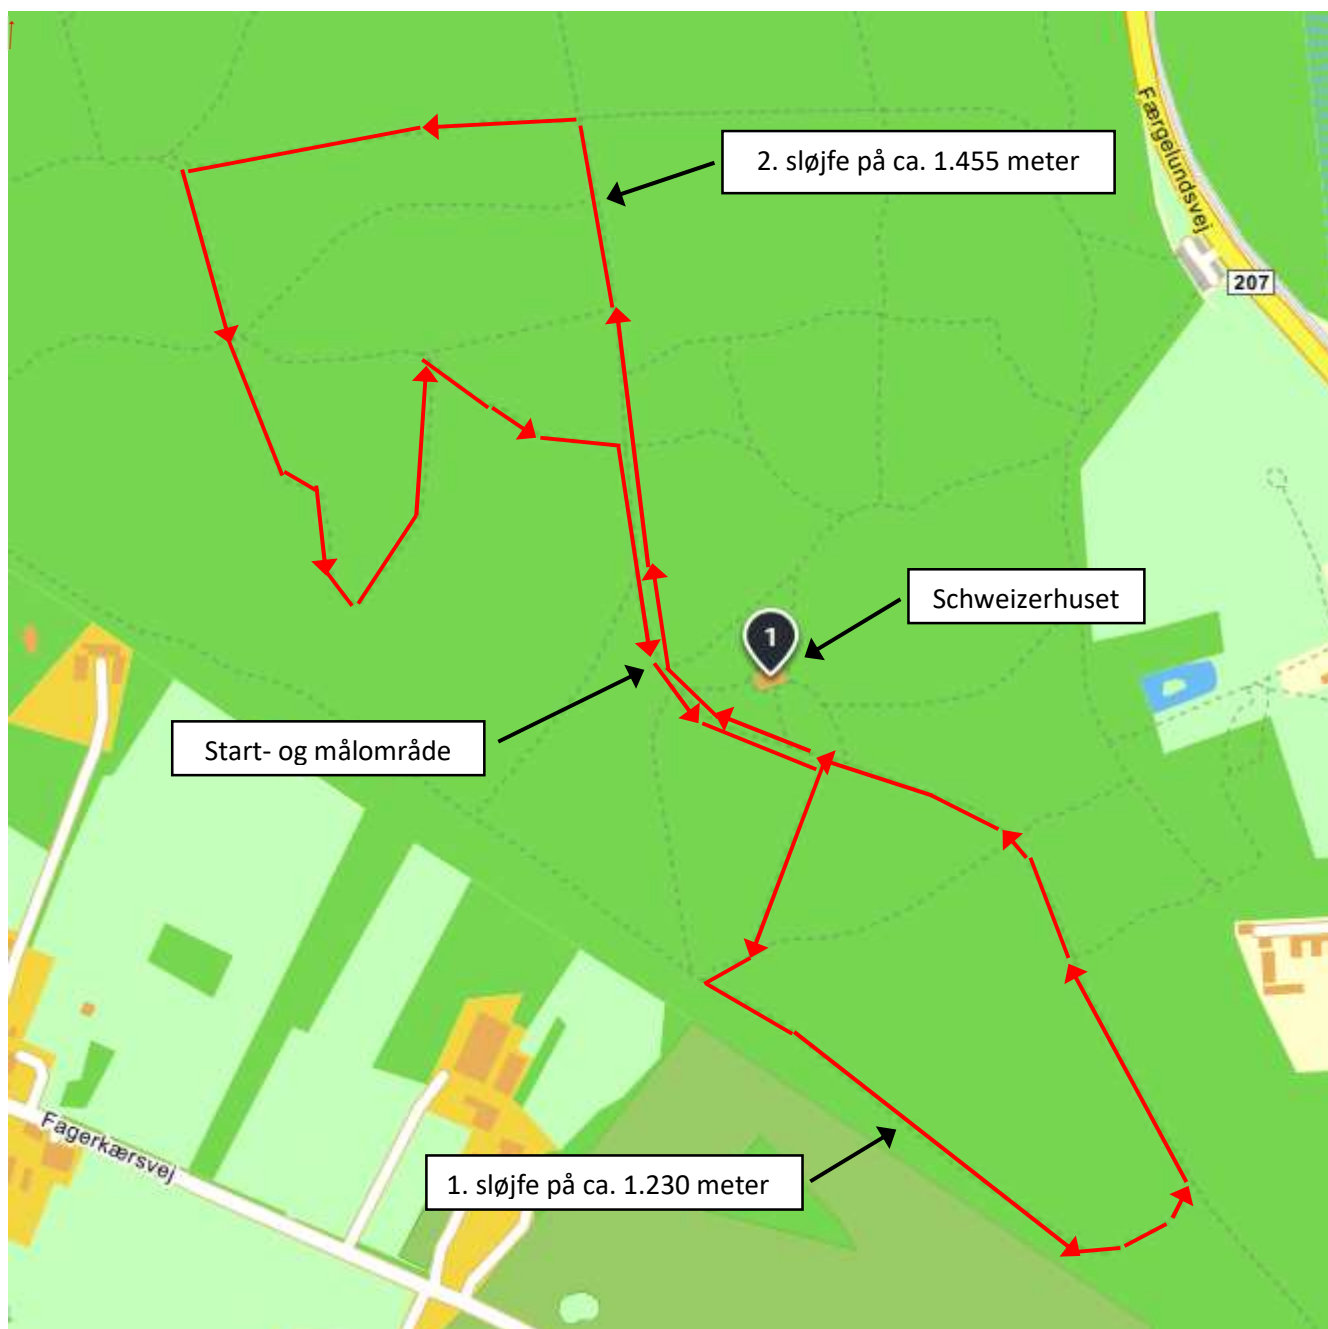 Færgelundsvej
2. sløjfe på ca. 1.455 meter
207
Schweizerhuset
1
Start- og målområde
Fagerkærsvej
1. sløjfe på ca. 1.230 meter